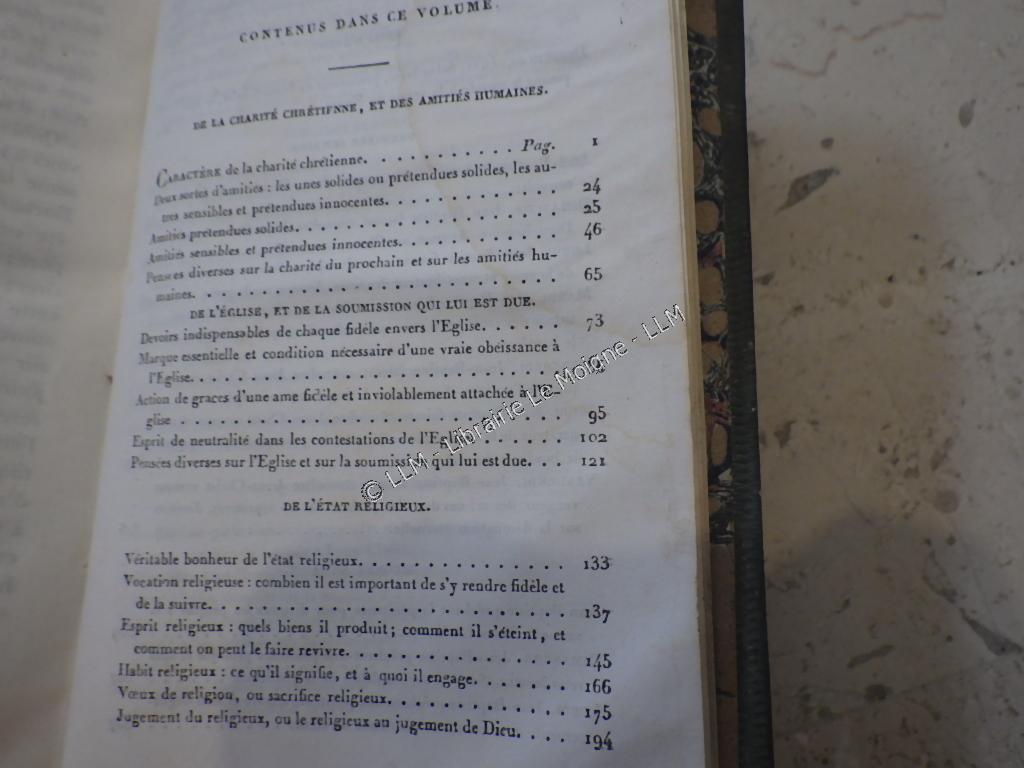 CONTENUS DANS CE VOLUME.
DE LA CHARITÉ CHRÉTIENNE, ET DES AMITIÉS HUMAINES.
CARACTÈRE de la charité chrétienne. . . . . . . . . . . Pag. 1
Deux sortes d'amitiés : les unes solides ou prétendues solides, les au-
tres sensibles et prétendues innocentes. . . . . . . . . . . . 24
Amitiés prétendues solides. . . . . . . . . . . . . . . . . . 25
Amitiés sensibles et prétendues innocentes. . . . . . . . . . . 46
Pensées diverses sur la charité du prochain et sur les amitiés hu-
maines. . . . . . . . . . . . . . . . . . . . . . . . . . 65
DE L'ÉGLISE, ET DE LA SOUMISSION QUI LUI EST DUE.
Devoirs indispensables de chaque fidèle envers l'Eglise. . . . . . . 73
Marque essentielle et condition nécessaire d'une vraie obéissance à
l'Eglise. . . . . . . . . . . . . . . . . . . . . . . . . .
Action de graces d'une ame fidèle et inviolablement attachée à l'E-
glise . . . . . . . . . . . . . . . . . . . . . . . . . . 95
Esprit de neutralité dans les contestations de l'Eglise. . . . . . . 102
Pensées diverses sur l'Eglise et sur la soumission qui lui est due. . . 121
DE L'ÉTAT RELIGIEUX.
Véritable bonheur de l'état religieux. . . . . . . . . . . . . . 133
Vocation religieuse : combien il est important de s'y rendre fidèle et
de la suivre. . . . . . . . . . . . . . . . . . . . . . . . 137
Esprit religieux : quels biens il produit ; comment il s'éteint, et
comment on peut le faire revivre. . . . . . . . . . . . . . . 145
Habit religieux : ce qu'il signifie, et à quoi il engage. . . . . . . 166
Vœux de religion, ou sacrifice religieux. . . . . . . . . . . . 175
Jugement du religieux, ou le religieux au jugement de Dieu. . . . 194
© LLM - Librairie Le Moigne - LLM